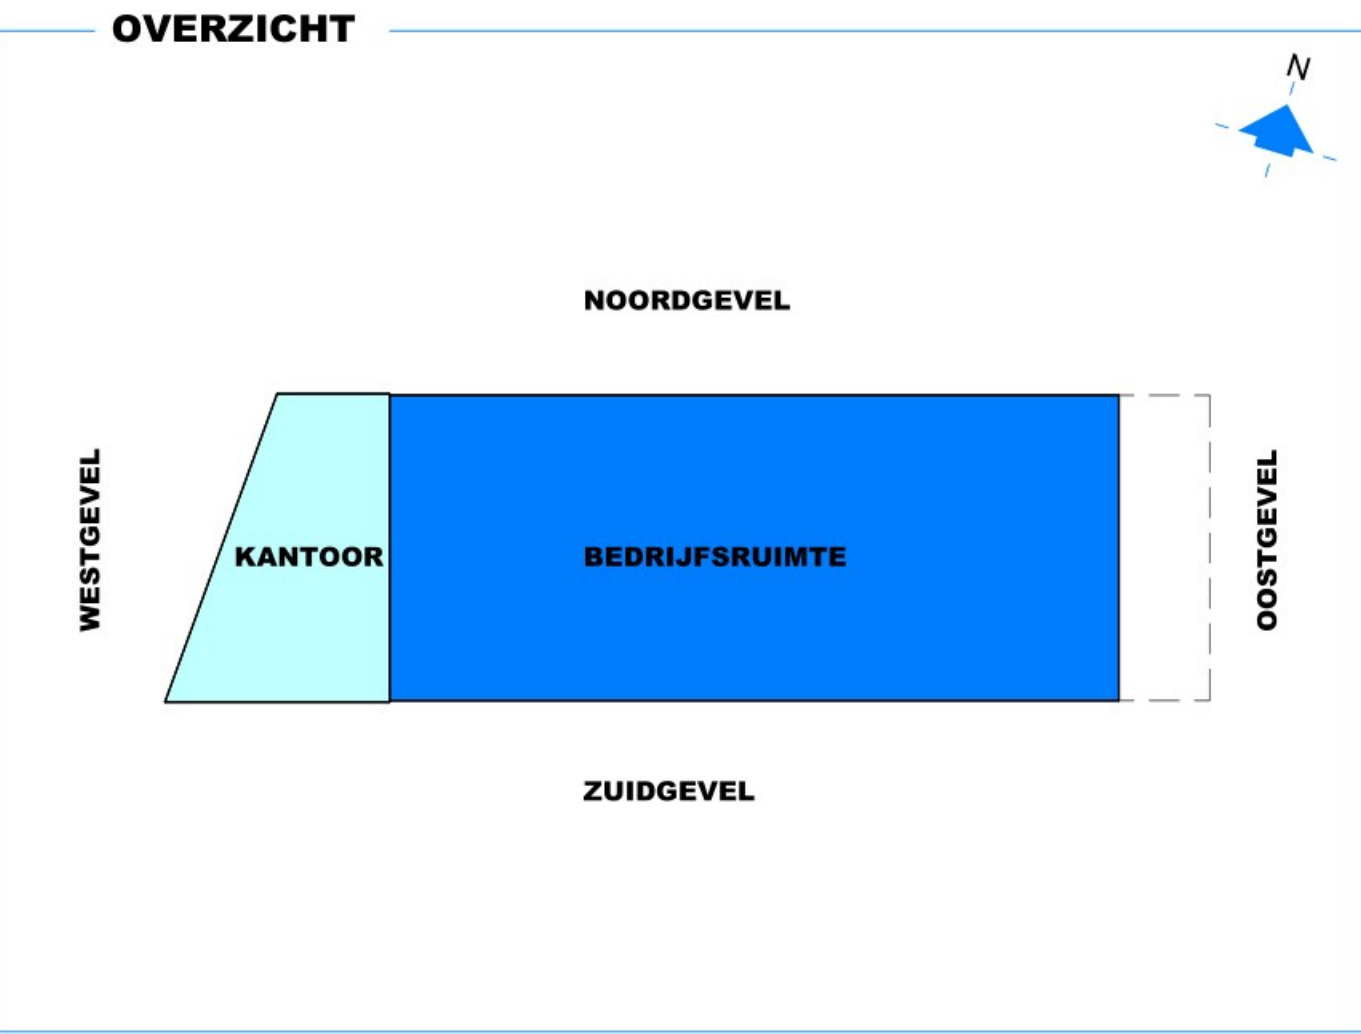 OVERZICHT
N
NOORDGEVEL
WESTGEVEL
KANTOOR
BEDRIJFSRUIMTE
OOSTGEVEL
ZUIDGEVEL